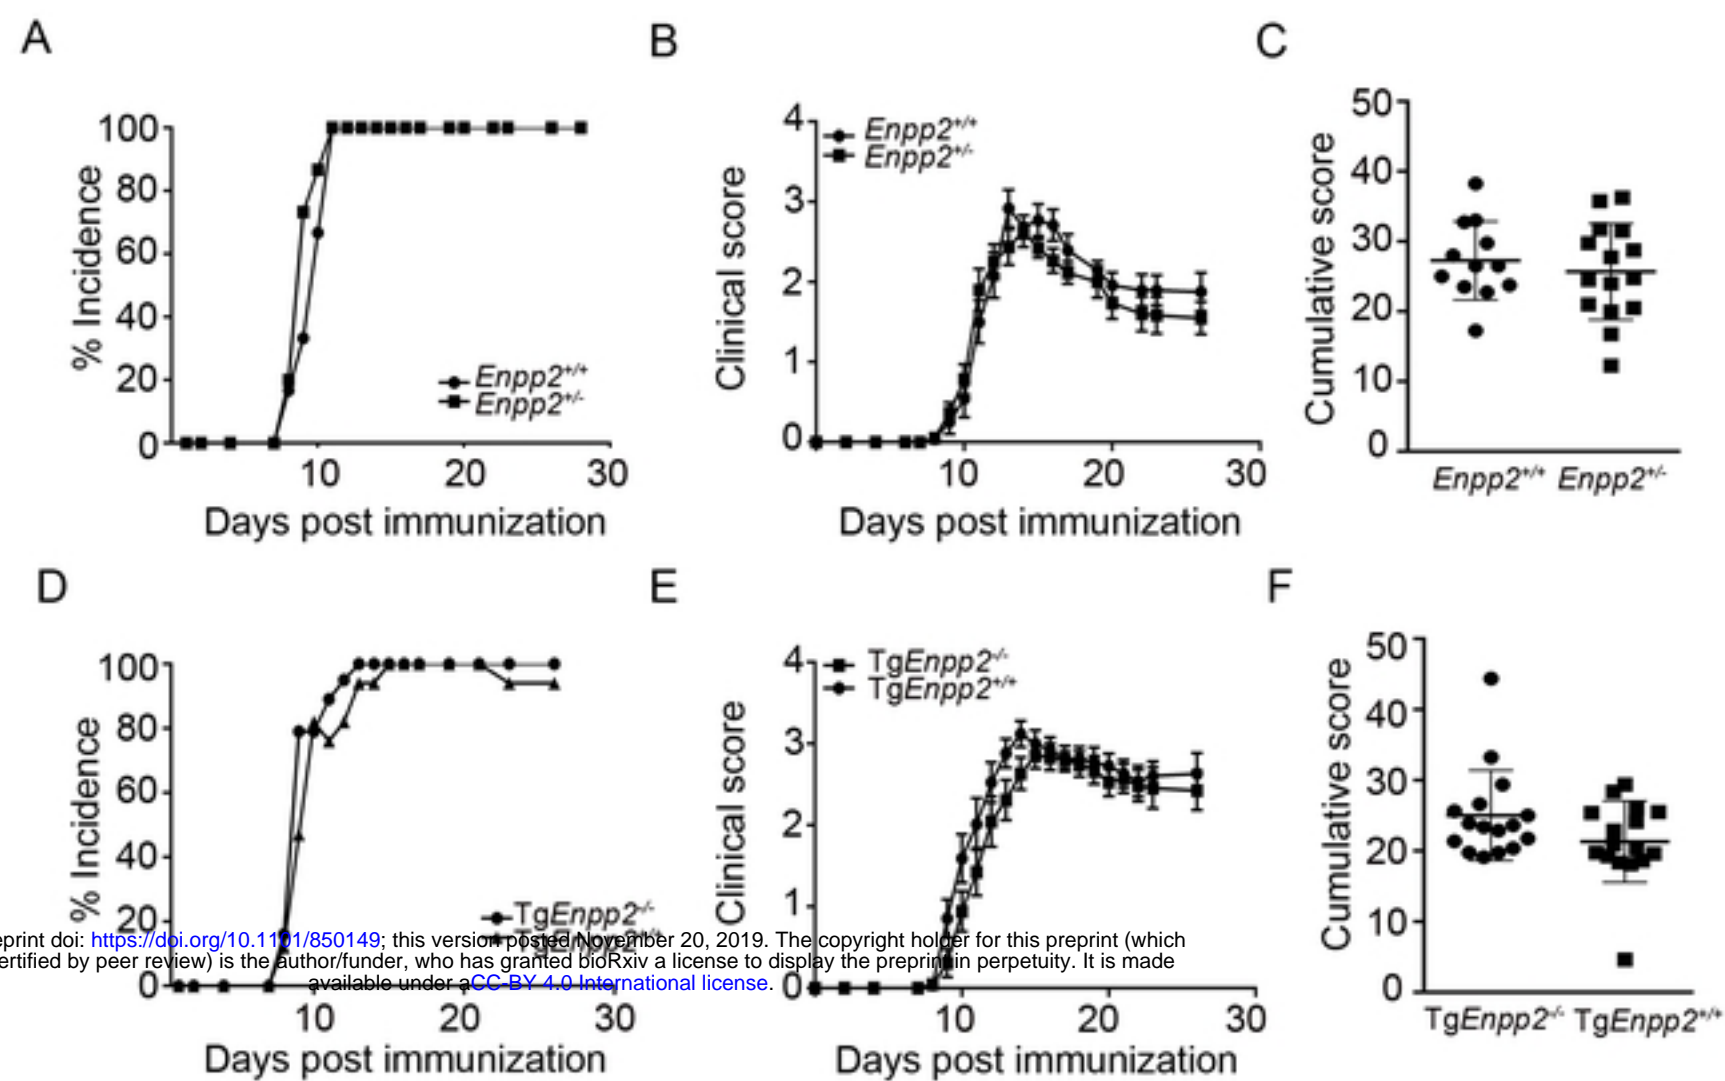 A
100
80
60
40
20
0
% Incidence
Enpp2+/+
Enpp2+/-
10 20 30
Days post immunization
B
4
3
2
1
0
Clinical score
Enpp2+/+
Enpp2+/-
10 20 30
Days post immunization
C
50
40
30
20
10
0
Cumulative score
Enpp2+/+ Enpp2+/-
D
100
80
60
40
20
0
% Incidence
TgEnpp2-/-
TgEnpp2+/+
10 20 30
Days post immunization
E
4
3
2
1
0
Clinical score
TgEnpp2-/-
TgEnpp2+/+
10 20 30
Days post immunization
F
50
40
30
20
10
0
Cumulative score
TgEnpp2-/- TgEnpp2+/+
eprint doi: https://doi.org/10.1101/850149; this version posted November 20, 2019. The copyright holder for this preprint (which
ertified by peer review) is the author/funder, who has granted bioRxiv a license to display the preprint in perpetuity. It is made
available under aCC-BY 4.0 International license.